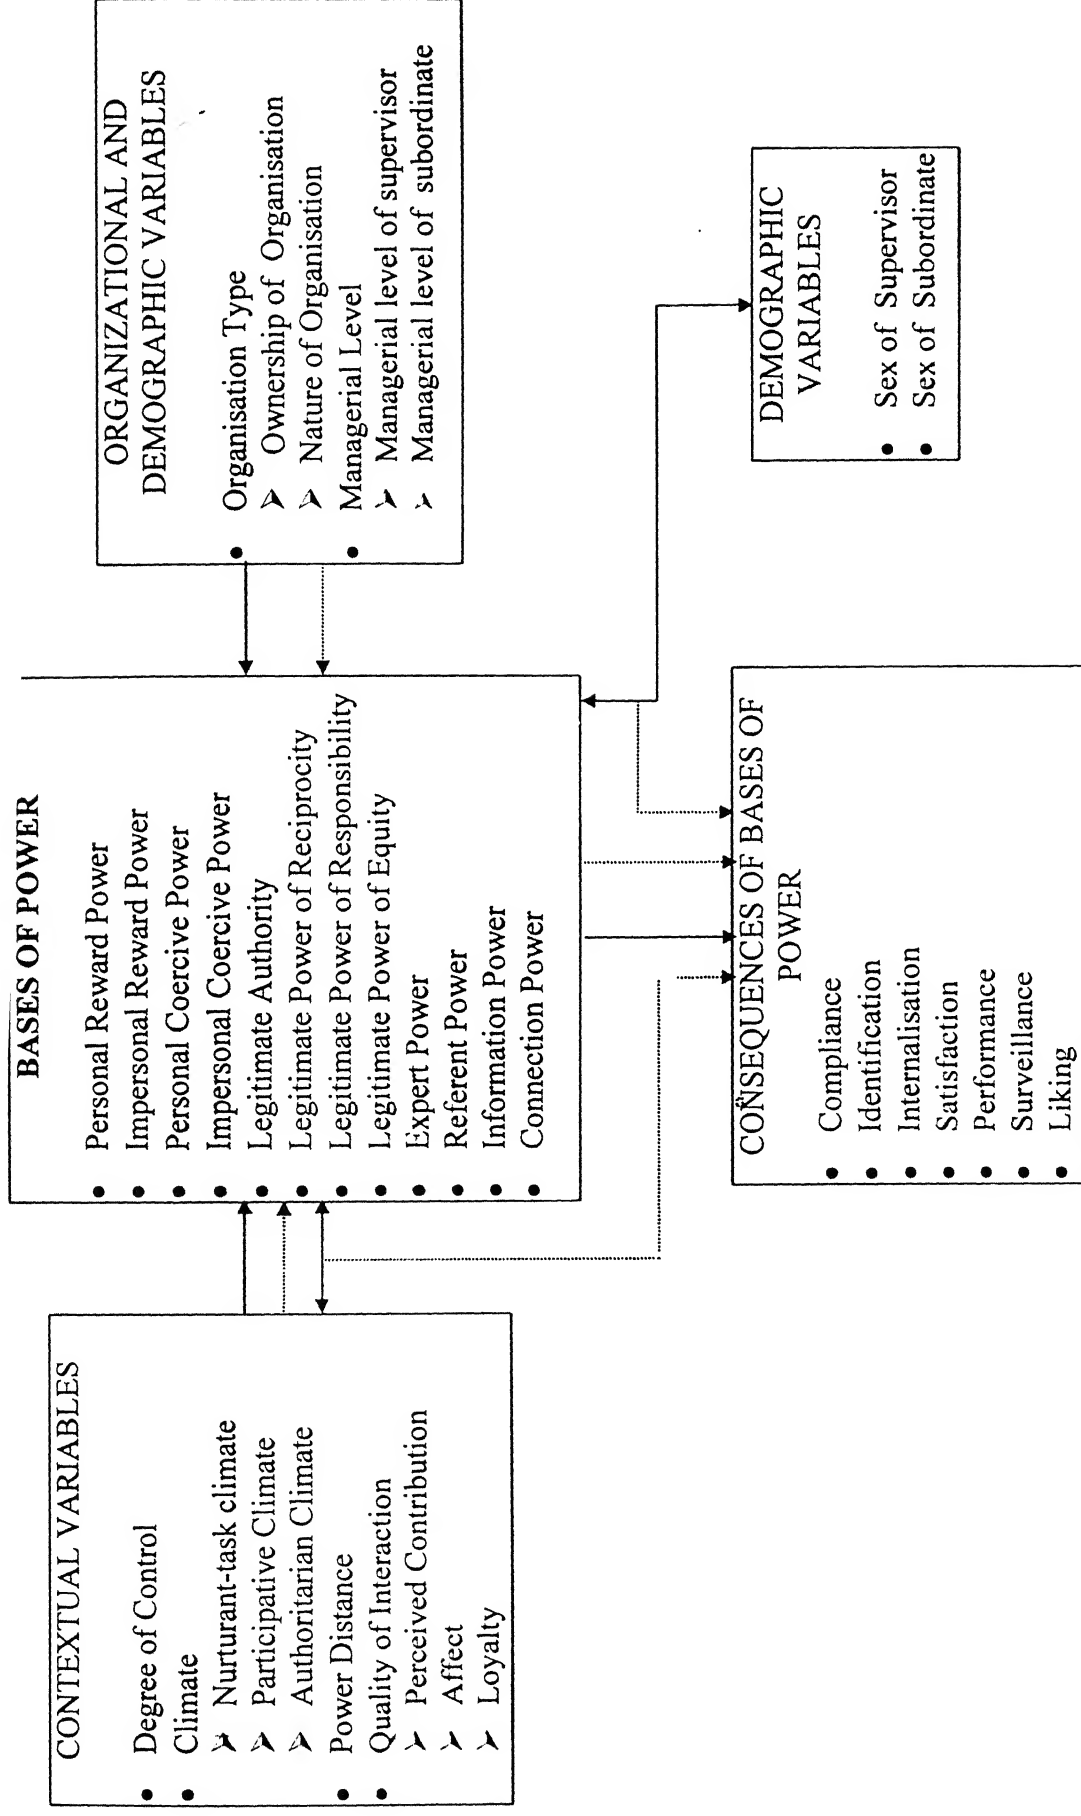 CONTEXTUAL VARIABLES
• Degree of Control
• Climate
➢ Nurturant-task climate
➢ Participative Climate
➢ Authoritarian Climate
• Power Distance
• Quality of Interaction
➢ Perceived Contribution
➢ Affect
➢ Loyalty
BASES OF POWER
• Personal Reward Power
• Impersonal Reward Power
• Personal Coercive Power
• Impersonal Coercive Power
• Legitimate Authority
• Legitimate Power of Reciprocity
• Legitimate Power of Responsibility
• Legitimate Power of Equity
• Expert Power
• Referent Power
• Information Power
• Connection Power
ORGANIZATIONAL AND
DEMOGRAPHIC VARIABLES
• Organisation Type
➢ Ownership of Organisation
➢ Nature of Organisation
• Managerial Level
➢ Managerial level of supervisor
➢ Managerial level of subordinate
CONSEQUENCES OF BASES OF
POWER
• Compliance
• Identification
• Internalisation
• Satisfaction
• Performance
• Surveillance
• Liking
DEMOGRAPHIC
VARIABLES
• Sex of Supervisor
• Sex of Subordinate